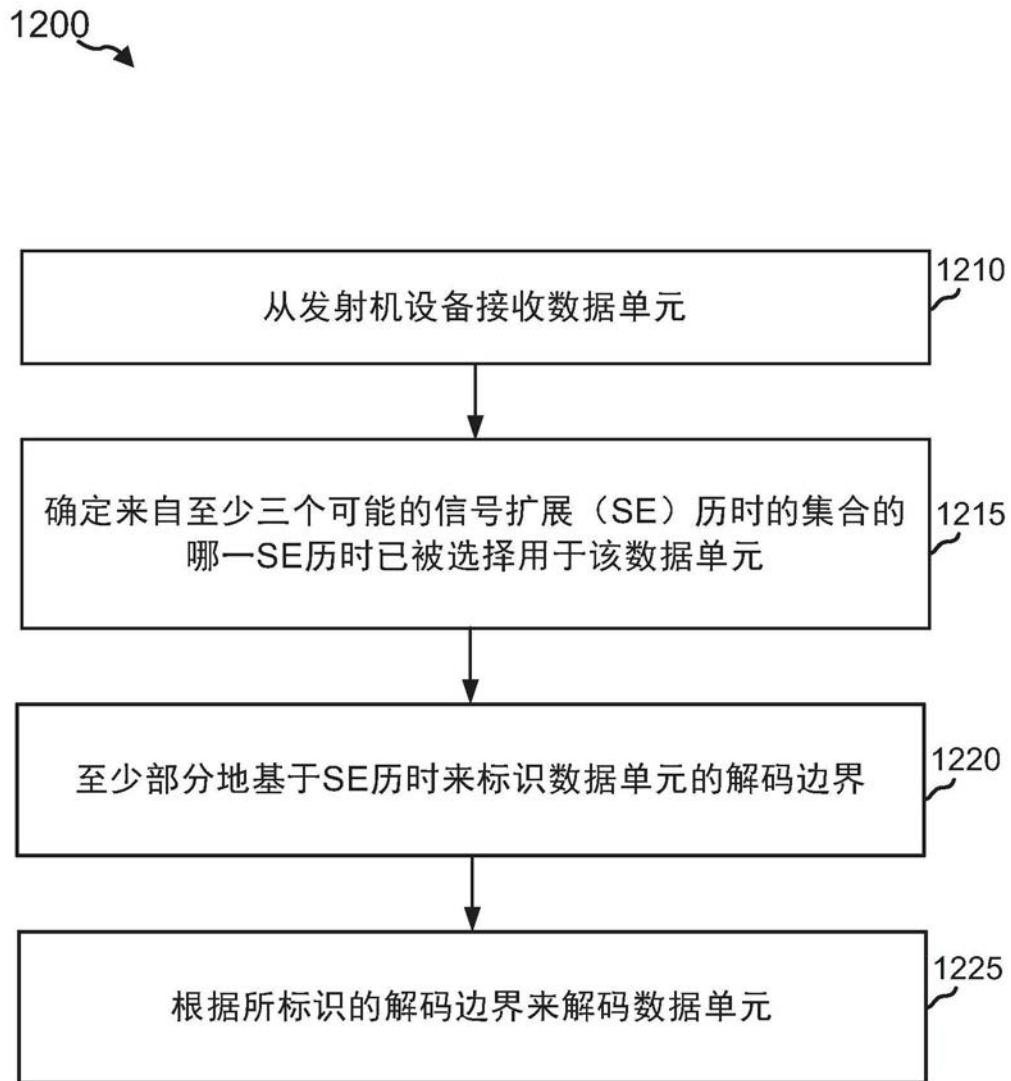 1200
从发射机设备接收数据单元
1210
确定来自至少三个可能的信号扩展（SE）历时的集合的
哪一SE历时已被选择用于该数据单元
1215
至少部分地基于SE历时来标识数据单元的解码边界
1220
根据所标识的解码边界来解码数据单元
1225